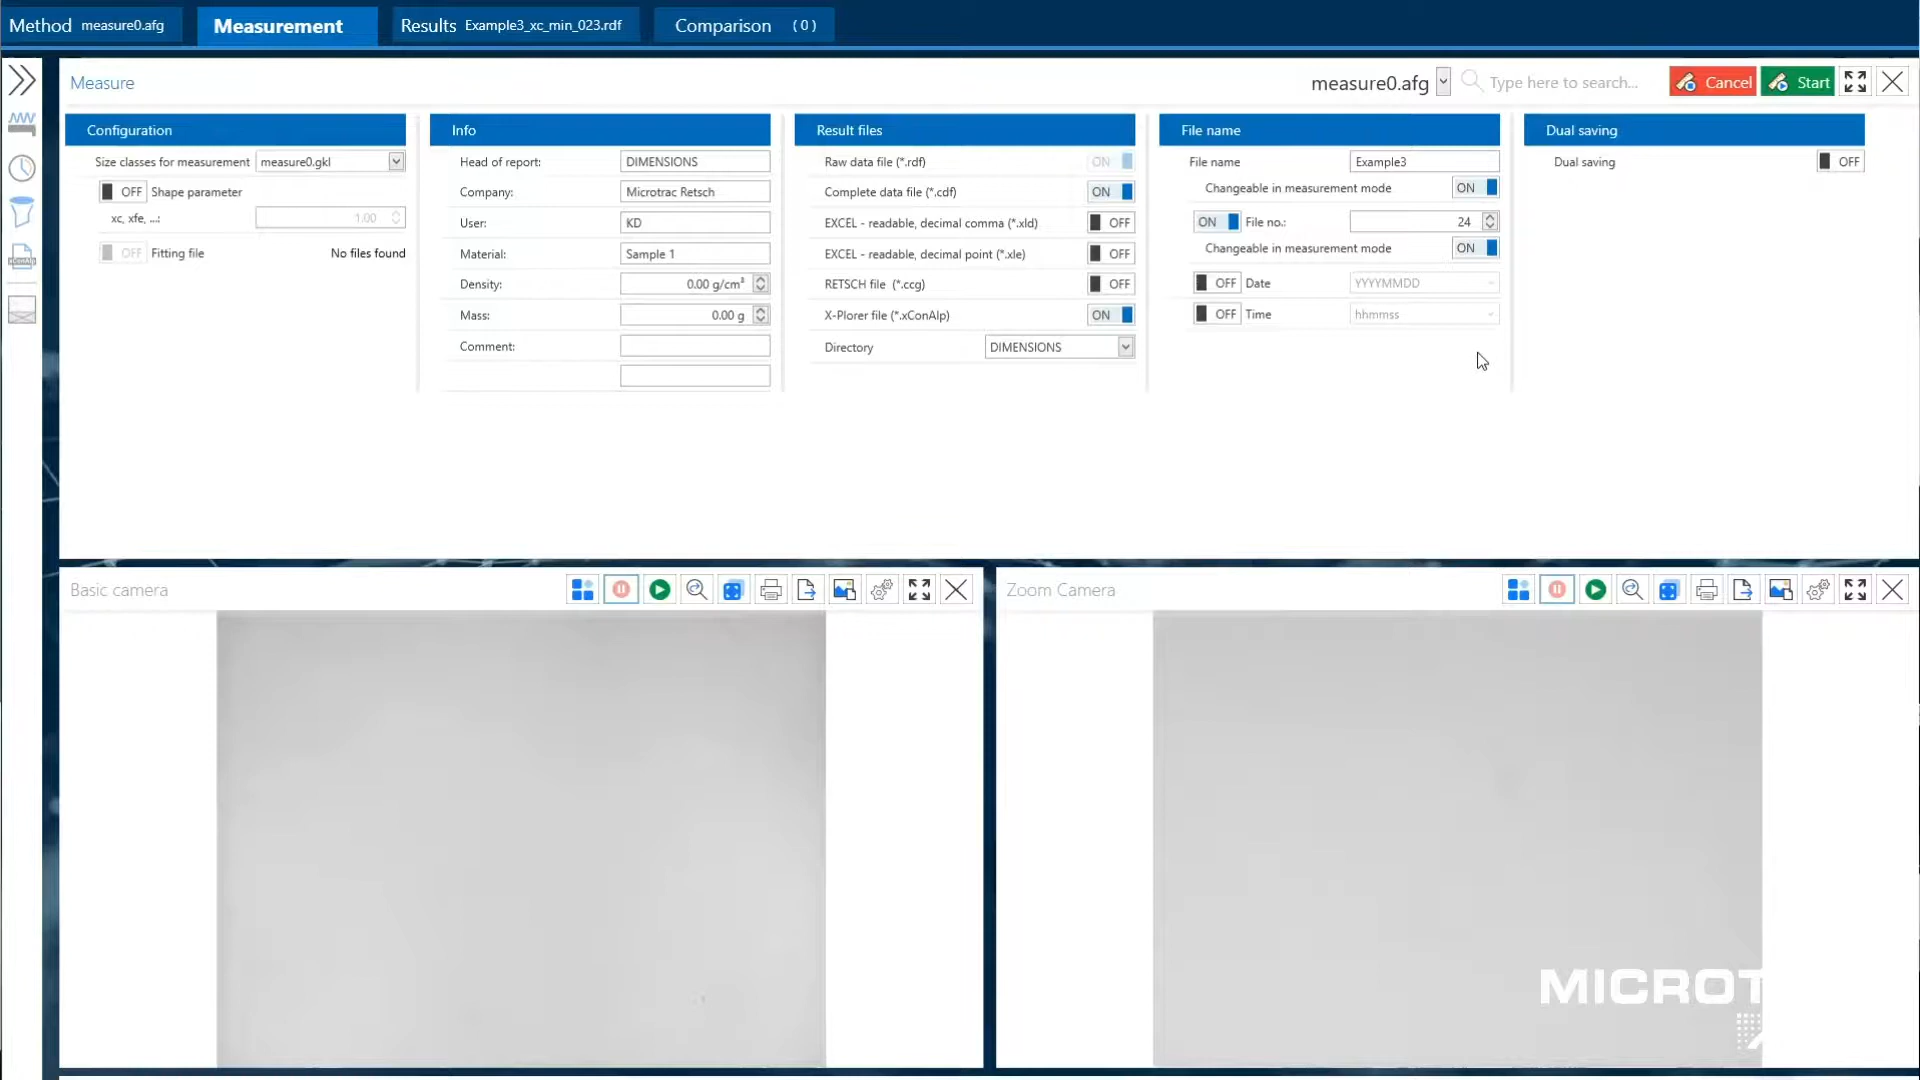 Method measure0.afg Measurement Results Example3_xc_min_023.rdf Comparison (0)
Measure measure0.afg Type here to search... Cancel Start
Configuration
Size classes for measurement measure0.gkl
OFF Shape parameter
xc, xfe, ...: 1.00
OFF Fitting file No files found
Info
Head of report: DIMENSIONS
Company: Microtrac Retsch
User: KD
Material: Sample 1
Density: 0.00 g/cm³
Mass: 0.00 g
Comment:
Result files
Raw data file (*.rdf) ON
Complete data file (*.cdf) ON
EXCEL - readable, decimal comma (*.xld) OFF
EXCEL - readable, decimal point (*.xle) OFF
RETSCH file (*.ccg) OFF
X-Plorer file (*.xConAlp) ON
Directory DIMENSIONS
File name
File name Example3
Changeable in measurement mode ON
ON File no.: 24
Changeable in measurement mode ON
OFF Date YYYYMMDD
OFF Time hhmmss
Dual saving
Dual saving OFF
Basic camera
Zoom Camera
MICROT